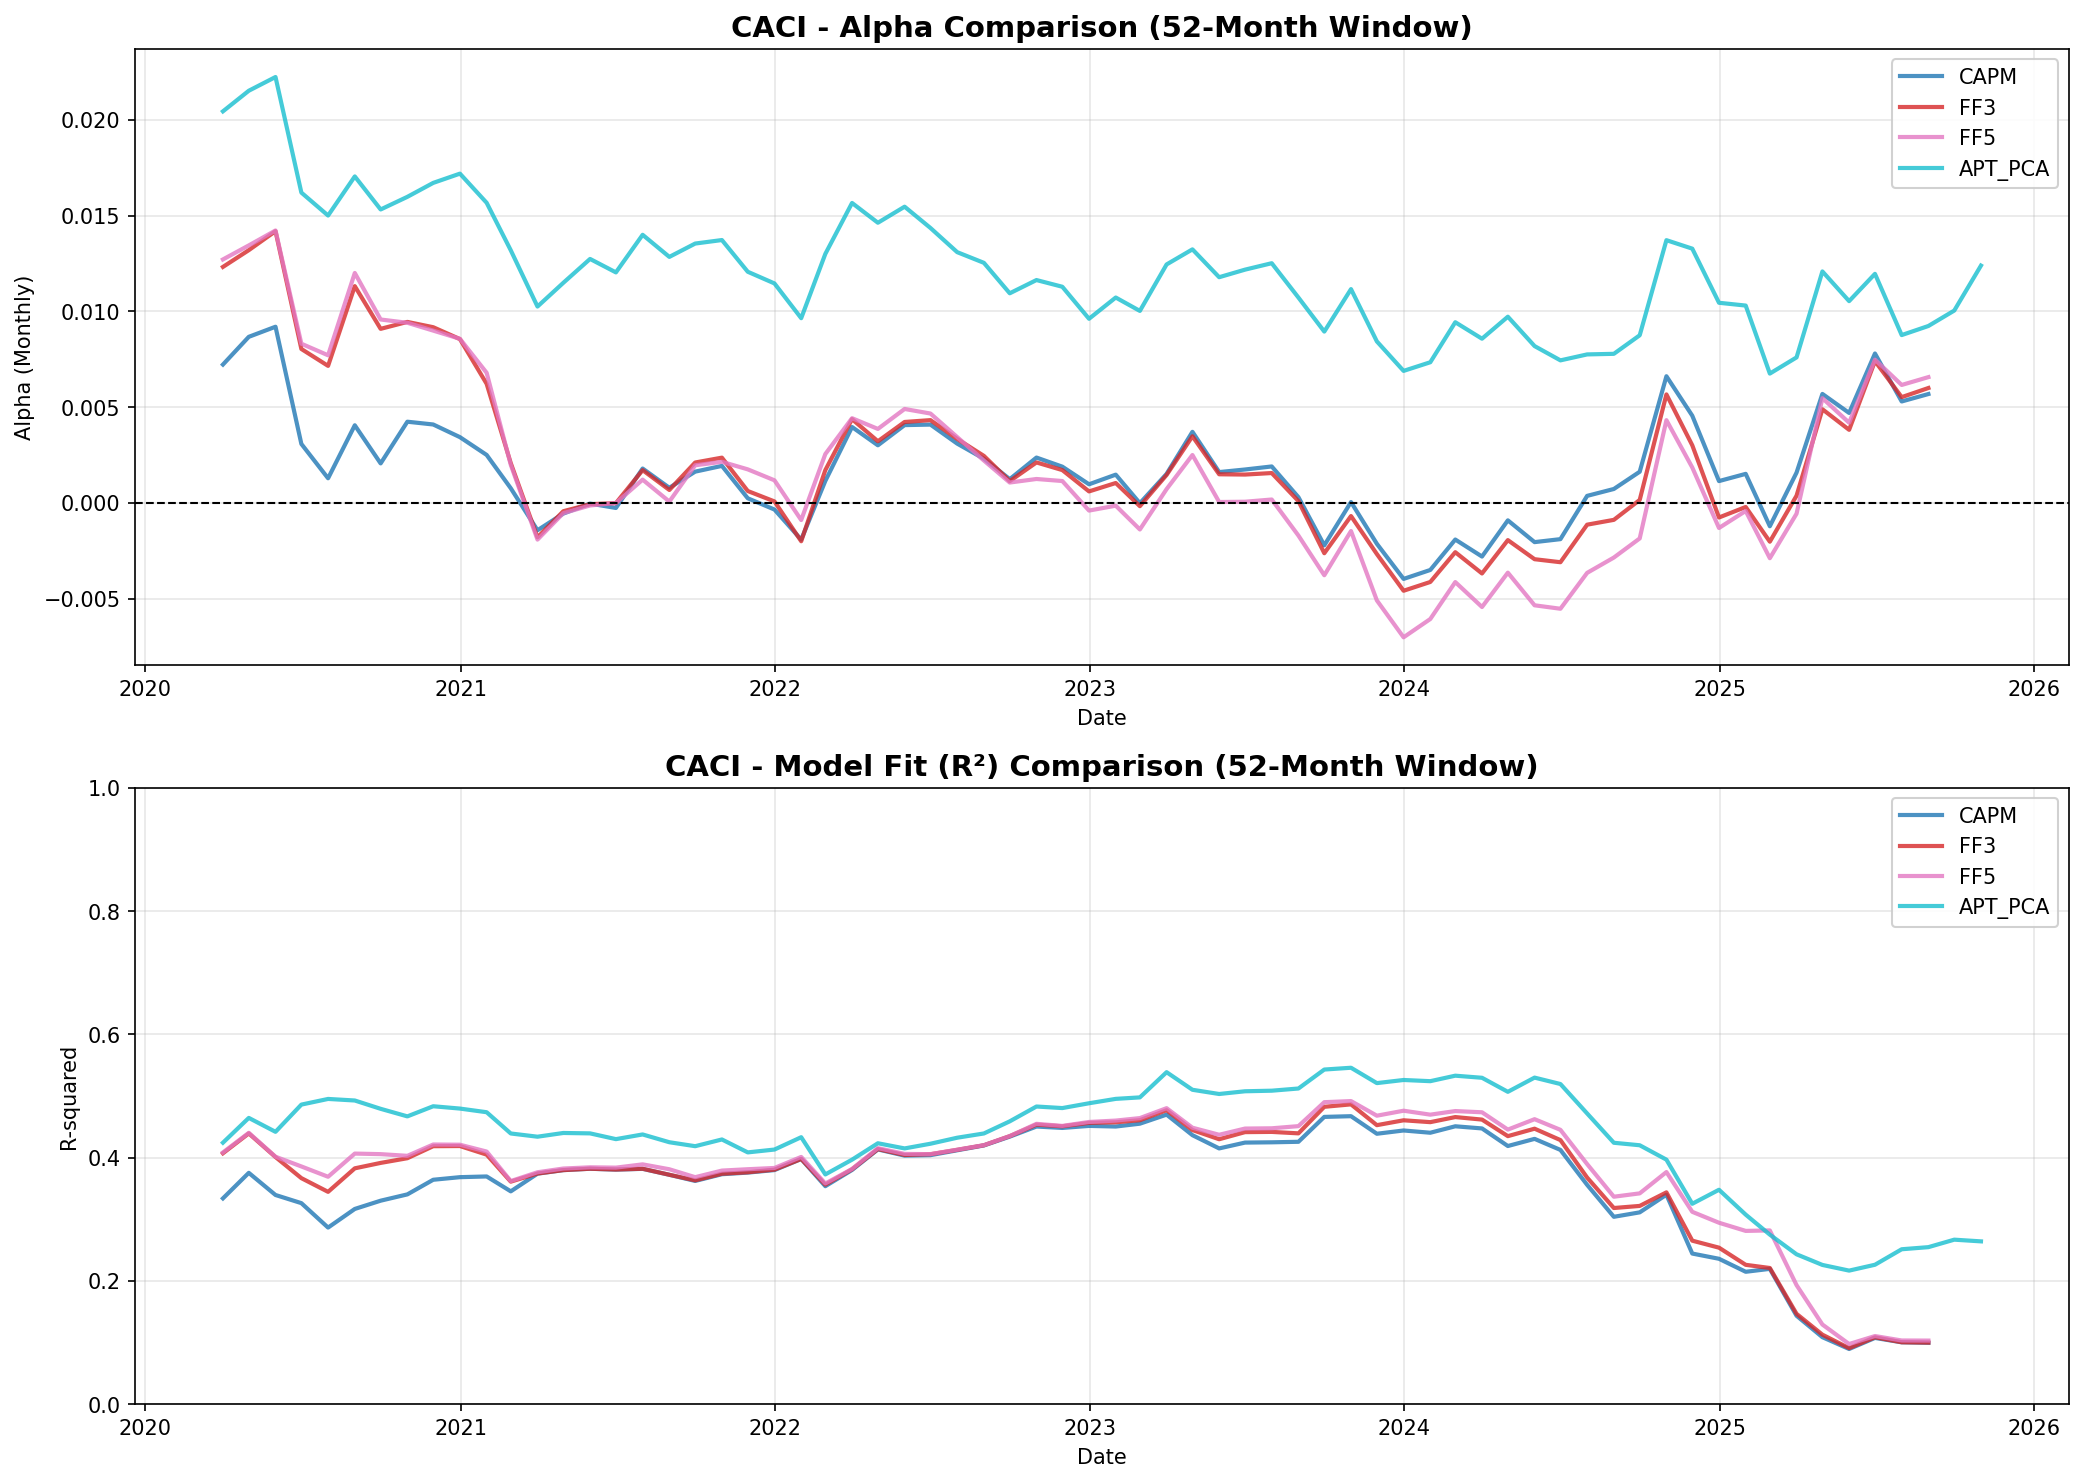 CACI - Alpha Comparison (52-Month Window)
CAPM
FF3
FF5
APT_PCA
0.020
0.015
0.010
0.005
0.000
−0.005
Alpha (Monthly)
2020 2021 2022 2023 2024 2025 2026
Date
CACI - Model Fit (R²) Comparison (52-Month Window)
CAPM
FF3
FF5
APT_PCA
1.0
0.8
0.6
0.4
0.2
0.0
R-squared
2020 2021 2022 2023 2024 2025 2026
Date